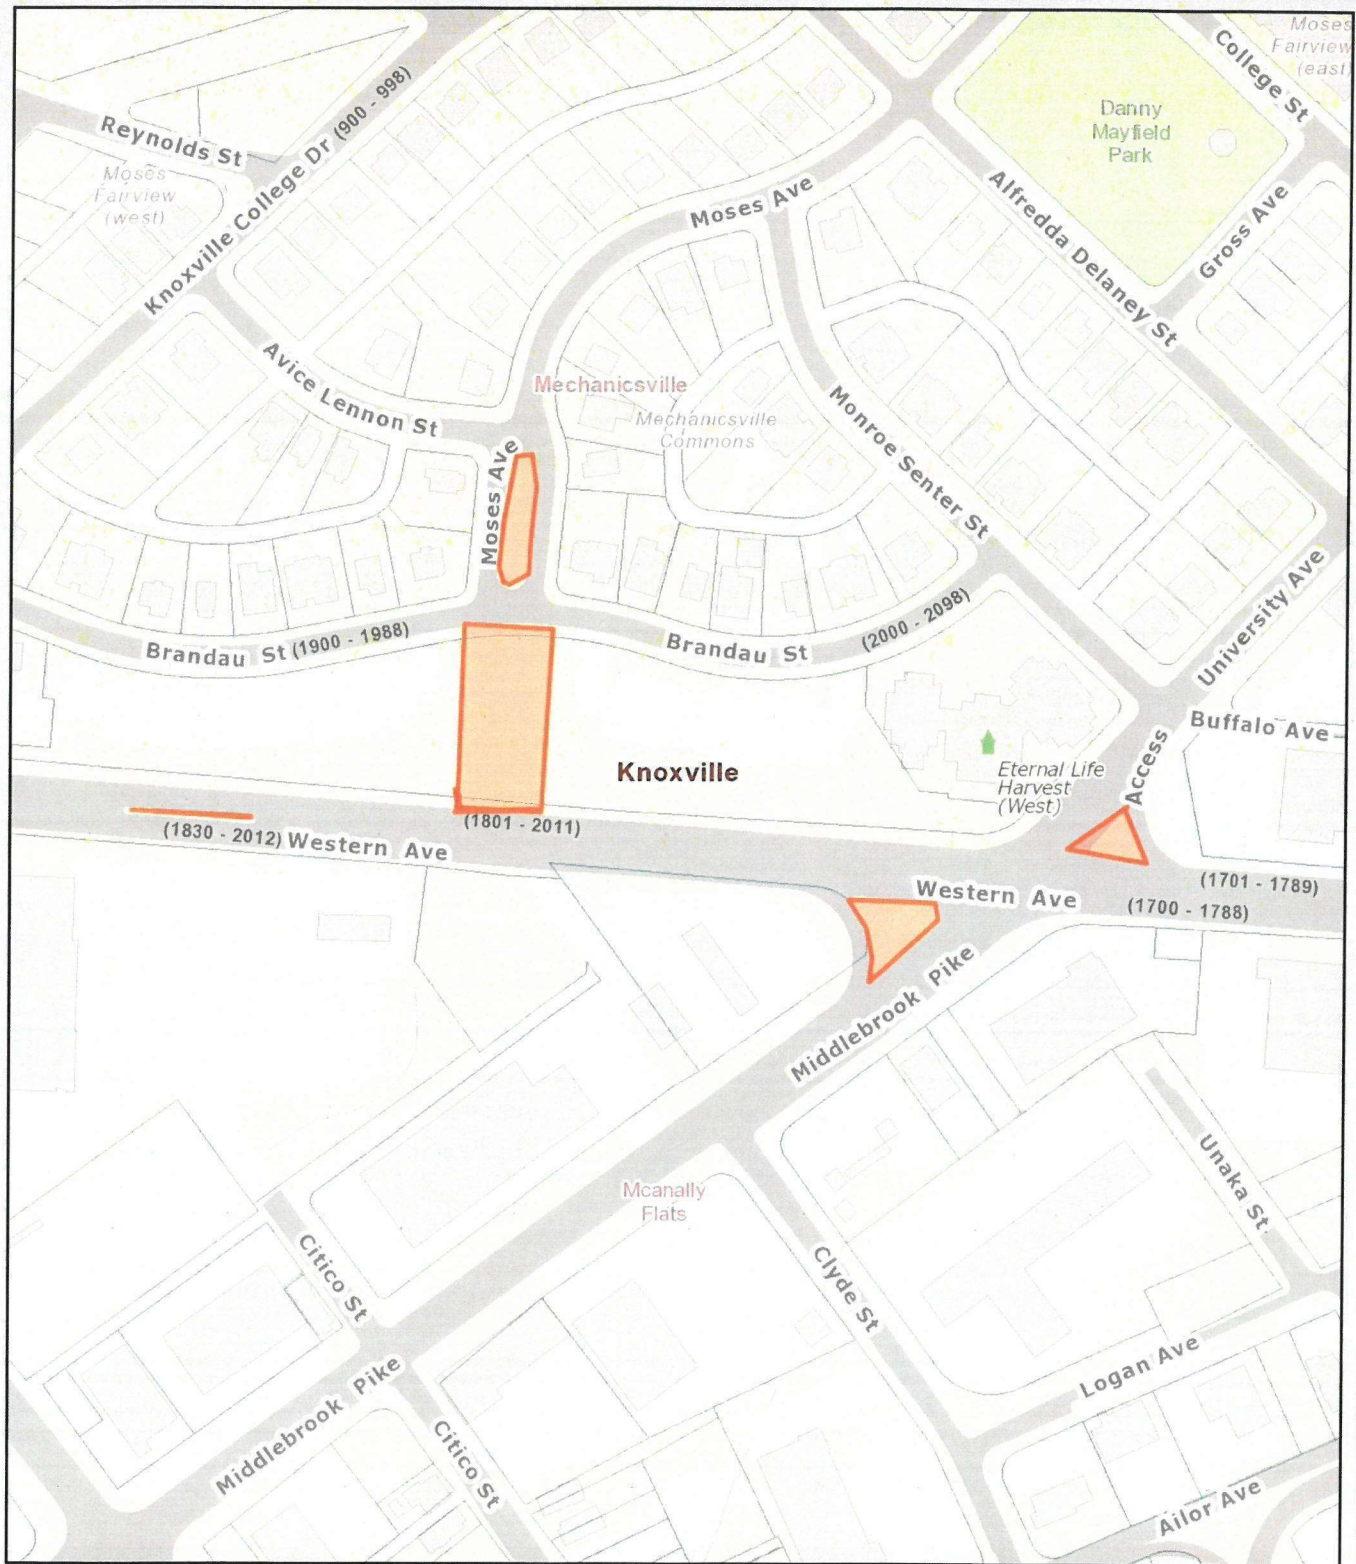 Moses
Fairview
(east)
College St
Knoxville College Dr (900 - 998)
Reynolds St
Danny
Mayfield
Park
Moses
Fairview
(west)
Moses Ave
Alfredda Delaney St
Gross Ave
Avice Lennon St
Mechanicsville
Mechanicsville
Commons
Monroe Senter St
Moses Ave
University Ave
Brandau St (1900 - 1988)
Brandau St
(2000 - 2098)
Buffalo Ave
Access
Knoxville
Eternal Life
Harvest
(West)
(1830 - 2012) Western Ave
(1801 - 2011)
(1701 - 1789)
Western Ave
(1700 - 1788)
Middlebrook Pike
Unaka St
Mcanally
Flats
Citico St
Clyde St
Logan Ave
Middlebrook Pike
Citico St
Ailor Ave